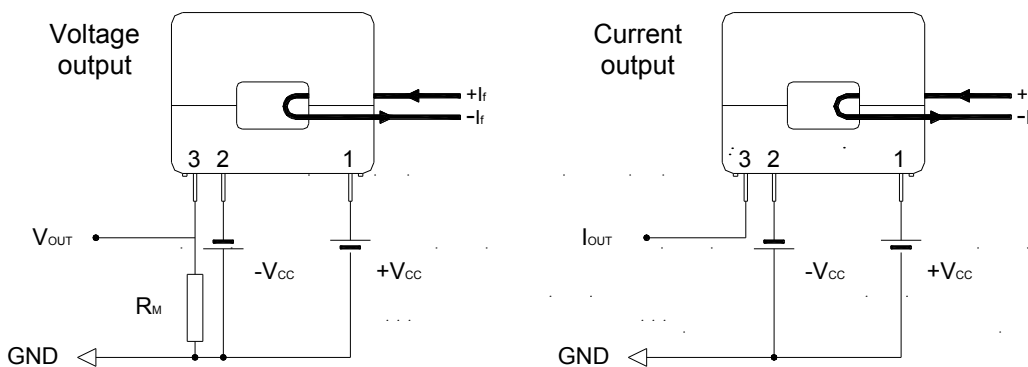 Voltage
output
+If
-If
3 2 1
VOUT
-VCC
+VCC
RM
GND
Current
output
+
-I
3 2 1
IOUT
-VCC
+VCC
GND